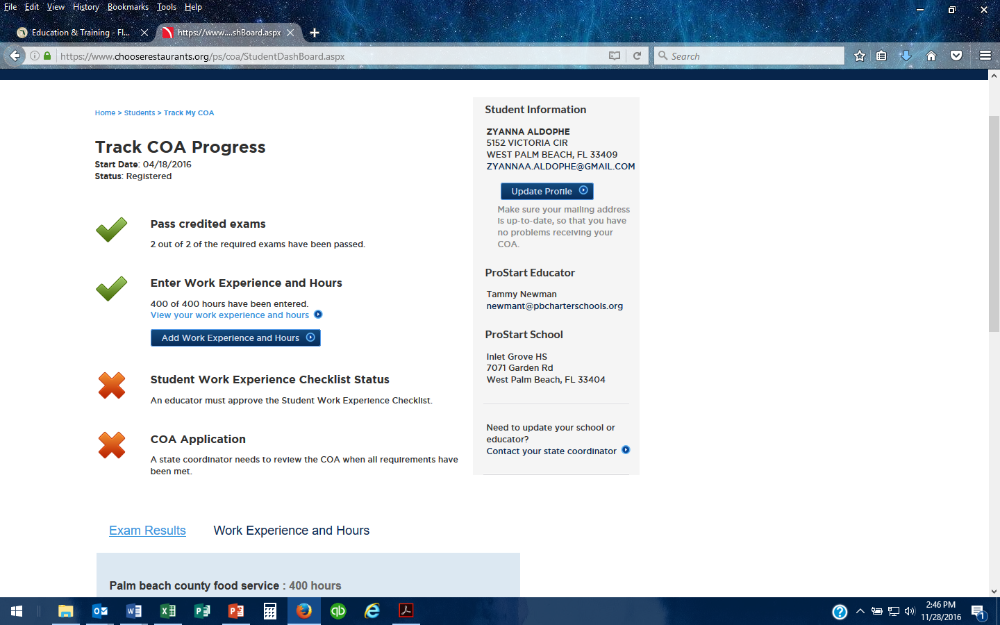 File Edit View History Bookmarks Tools Help
Education & Training - Fl...
https://www....shBoard.aspx
https://www.chooserestaurants.org/ps/coa/StudentDashBoard.aspx
Search
Home > Students > Track My COA
Track COA Progress
Start Date: 04/18/2016
Status: Registered
Pass credited exams
2 out of 2 of the required exams have been passed.
Enter Work Experience and Hours
400 of 400 hours have been entered.
View your work experience and hours
Add Work Experience and Hours
Student Work Experience Checklist Status
An educator must approve the Student Work Experience Checklist.
COA Application
A state coordinator needs to review the COA when all requirements have
been met.
Student Information
ZYANNA ALDOPHE
5152 VICTORIA CIR
WEST PALM BEACH, FL 33409
ZYANNAA.ALDOPHE@GMAIL.COM
Update Profile
Make sure your mailing address
is up-to-date, so that you have
no problems receiving your
COA.
ProStart Educator
Tammy Newman
newmant@pbcharterschools.org
ProStart School
Inlet Grove HS
7071 Garden Rd
West Palm Beach, FL 33404
Need to update your school or
educator?
Contact your state coordinator
Exam Results
Work Experience and Hours
Palm beach county food service : 400 hours
2:46 PM
11/28/2016
1